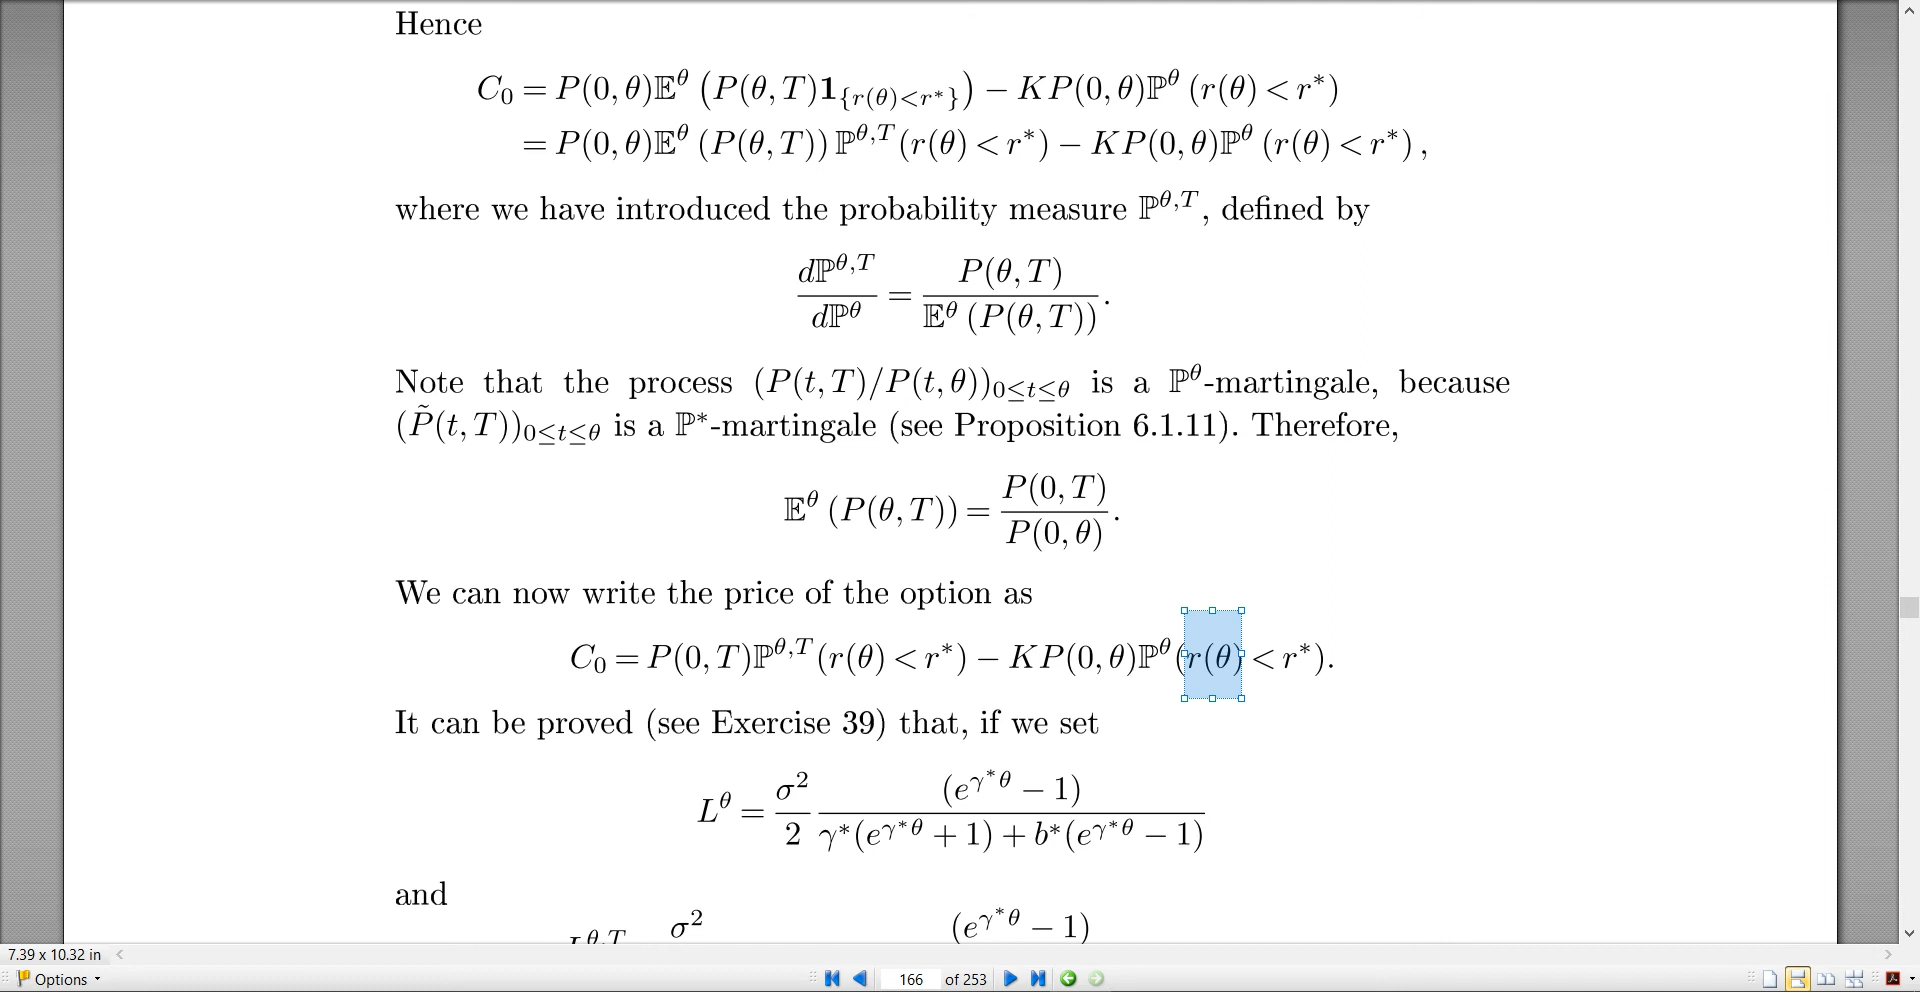 Hence
C₀ = P(0, θ)𝔼^θ (P(θ, T)𝟏_{r(θ)<r*}) − KP(0, θ)ℙ^θ (r(θ) < r*)
= P(0, θ)𝔼^θ (P(θ, T)) ℙ^{θ,T}(r(θ) < r*) − KP(0, θ)ℙ^θ (r(θ) < r*) ,
where we have introduced the probability measure ℙ^{θ,T}, defined by
dℙ^{θ,T} / dℙ^θ = P(θ, T) / 𝔼^θ (P(θ, T)) .
Note that the process (P(t, T)/P(t, θ))_{0≤t≤θ} is a ℙ^θ-martingale, because
(P̃(t, T))_{0≤t≤θ} is a ℙ*-martingale (see Proposition 6.1.11). Therefore,
𝔼^θ (P(θ, T)) = P(0, T) / P(0, θ) .
We can now write the price of the option as
C₀ = P(0, T)ℙ^{θ,T}(r(θ) < r*) − KP(0, θ)ℙ^θ(r(θ) < r*).
It can be proved (see Exercise 39) that, if we set
L^θ = σ² / 2 (e^{γ*θ} − 1) / γ*(e^{γ*θ} + 1) + b*(e^{γ*θ} − 1)
and
σ² (e^{γ*θ} − 1)
7.39 x 10.32 in
Options 166 of 253